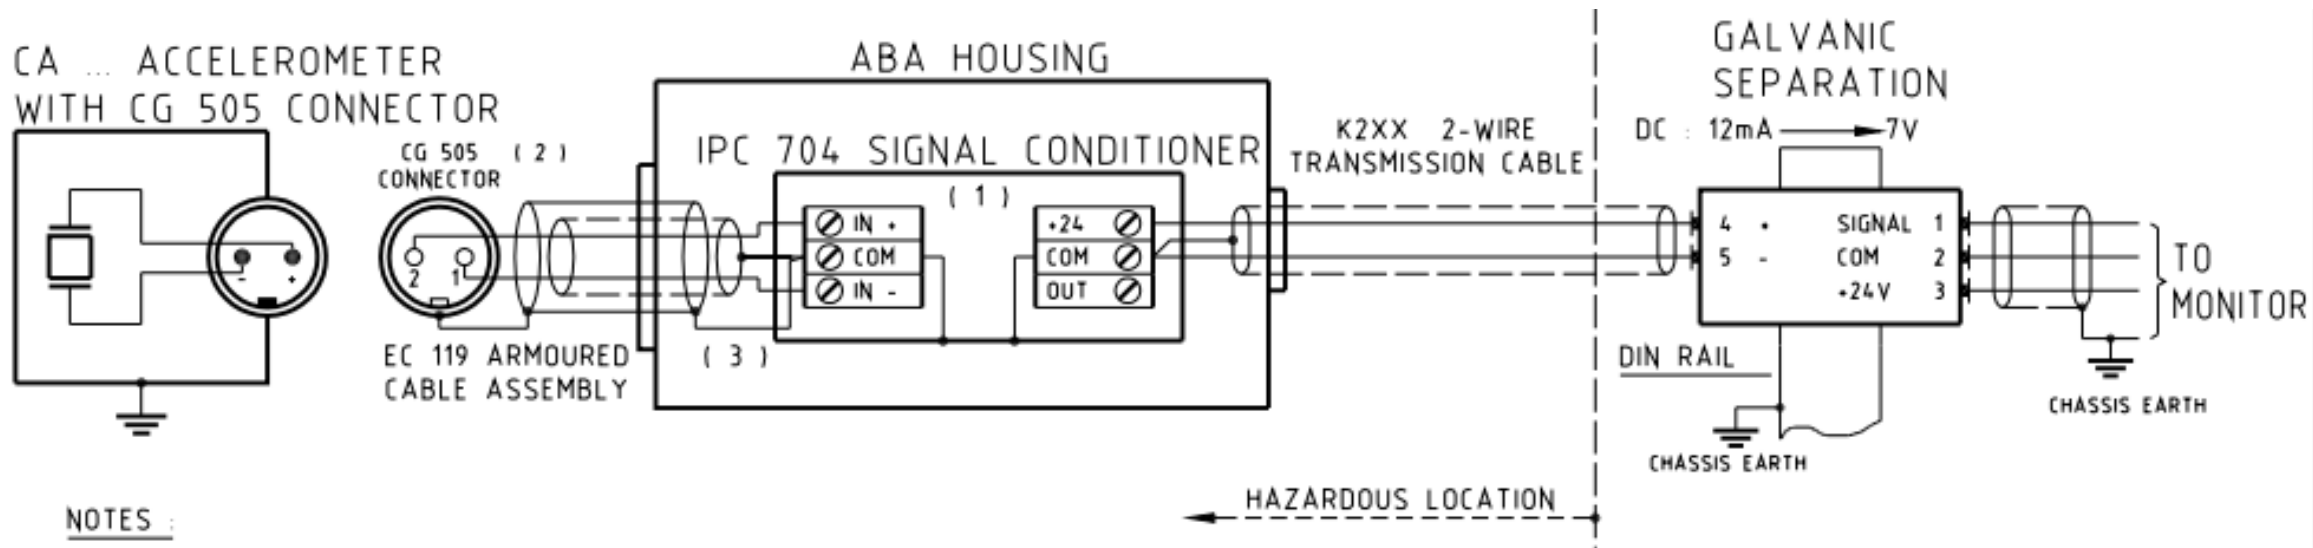 CA ... ACCELEROMETER
WITH CG 505 CONNECTOR
- +
CG 505 ( 2 )
CONNECTOR
2 1
EC 119 ARMOURED
CABLE ASSEMBLY
ABA HOUSING
IPC 704 SIGNAL CONDITIONER
( 1 )
IN +
COM
IN -
+24
COM
OUT
( 3 )
K2XX 2-WIRE
TRANSMISSION CABLE
GALVANIC
SEPARATION
DC : 12mA 7V
4 + SIGNAL 1
5 - COM 2
+24V 3
TO
MONITOR
DIN RAIL
CHASSIS EARTH
CHASSIS EARTH
HAZARDOUS LOCATION
NOTES :